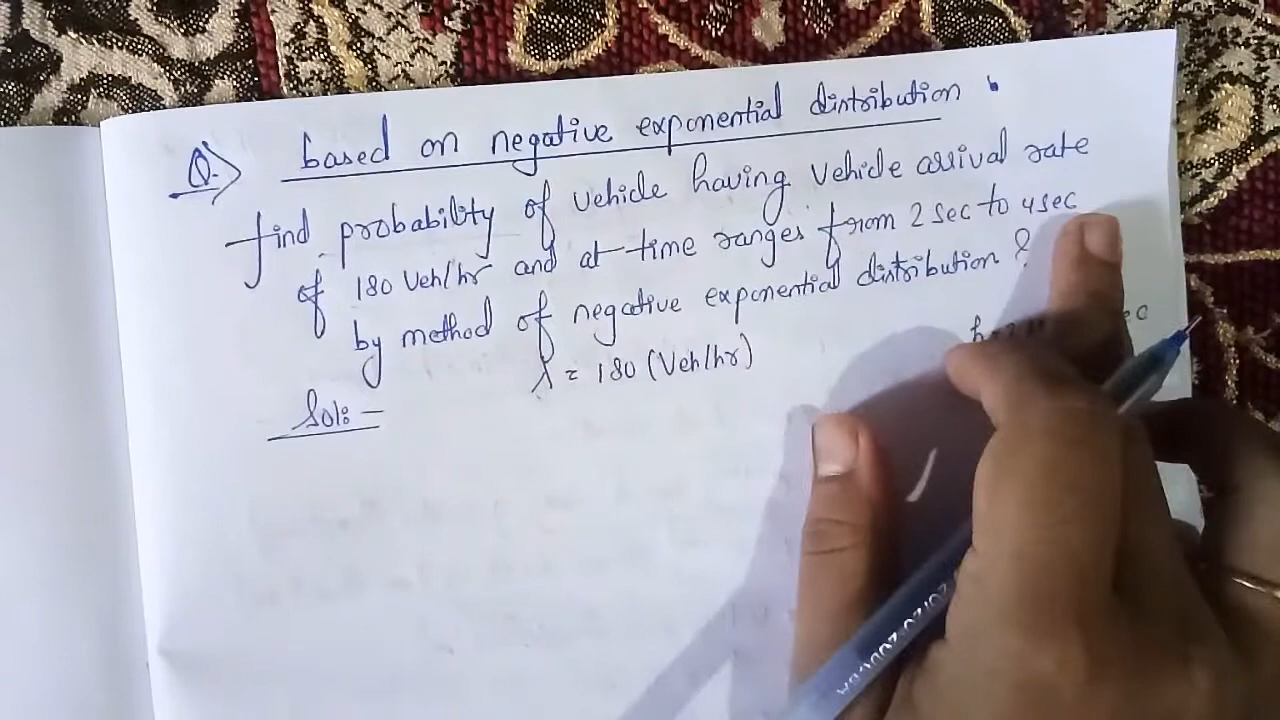 Q.> based on negative exponential distribution.
find probability of vehicle having vehicle arrival rate
of 180 Veh/hr and at time ranges from 2 sec to 4 sec
by method of negative exponential distribution ?
λ = 180 (Veh/hr)
Sol: -